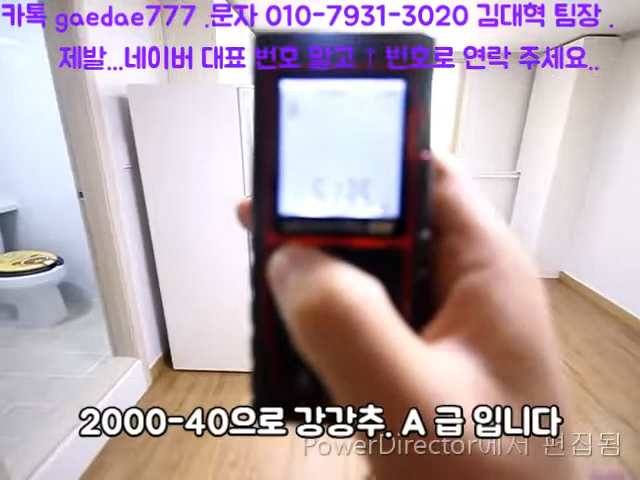 카톡 gaedae777 .문자 010-7931-3020 김대혁 팀장 .
제발...네이버 대표 번호 말고 ↑ 번호로 연락 주세요..
2000-40으로 강강추. A 급 입니다
PowerDirector에서 편집됨